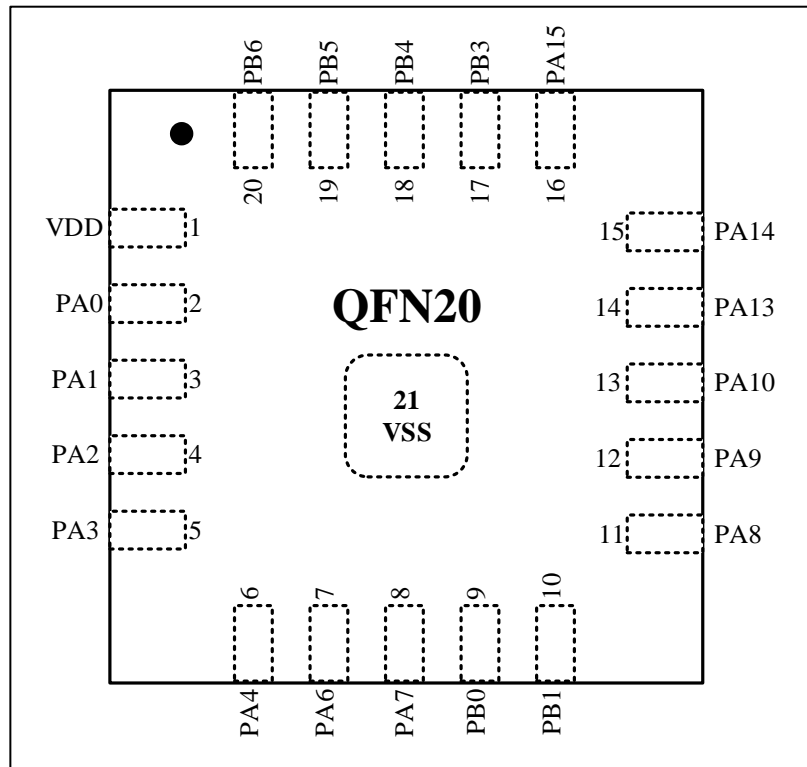 PB6 PB5 PB4 PB3 PA15
20 19 18 17 16
VDD 1 15 PA14
PA0 2 14 PA13
QFN20
PA1 3 13 PA10
21
VSS
PA2 4 12 PA9
PA3 5 11 PA8
6 7 8 9 10
PA4 PA6 PA7 PB0 PB1